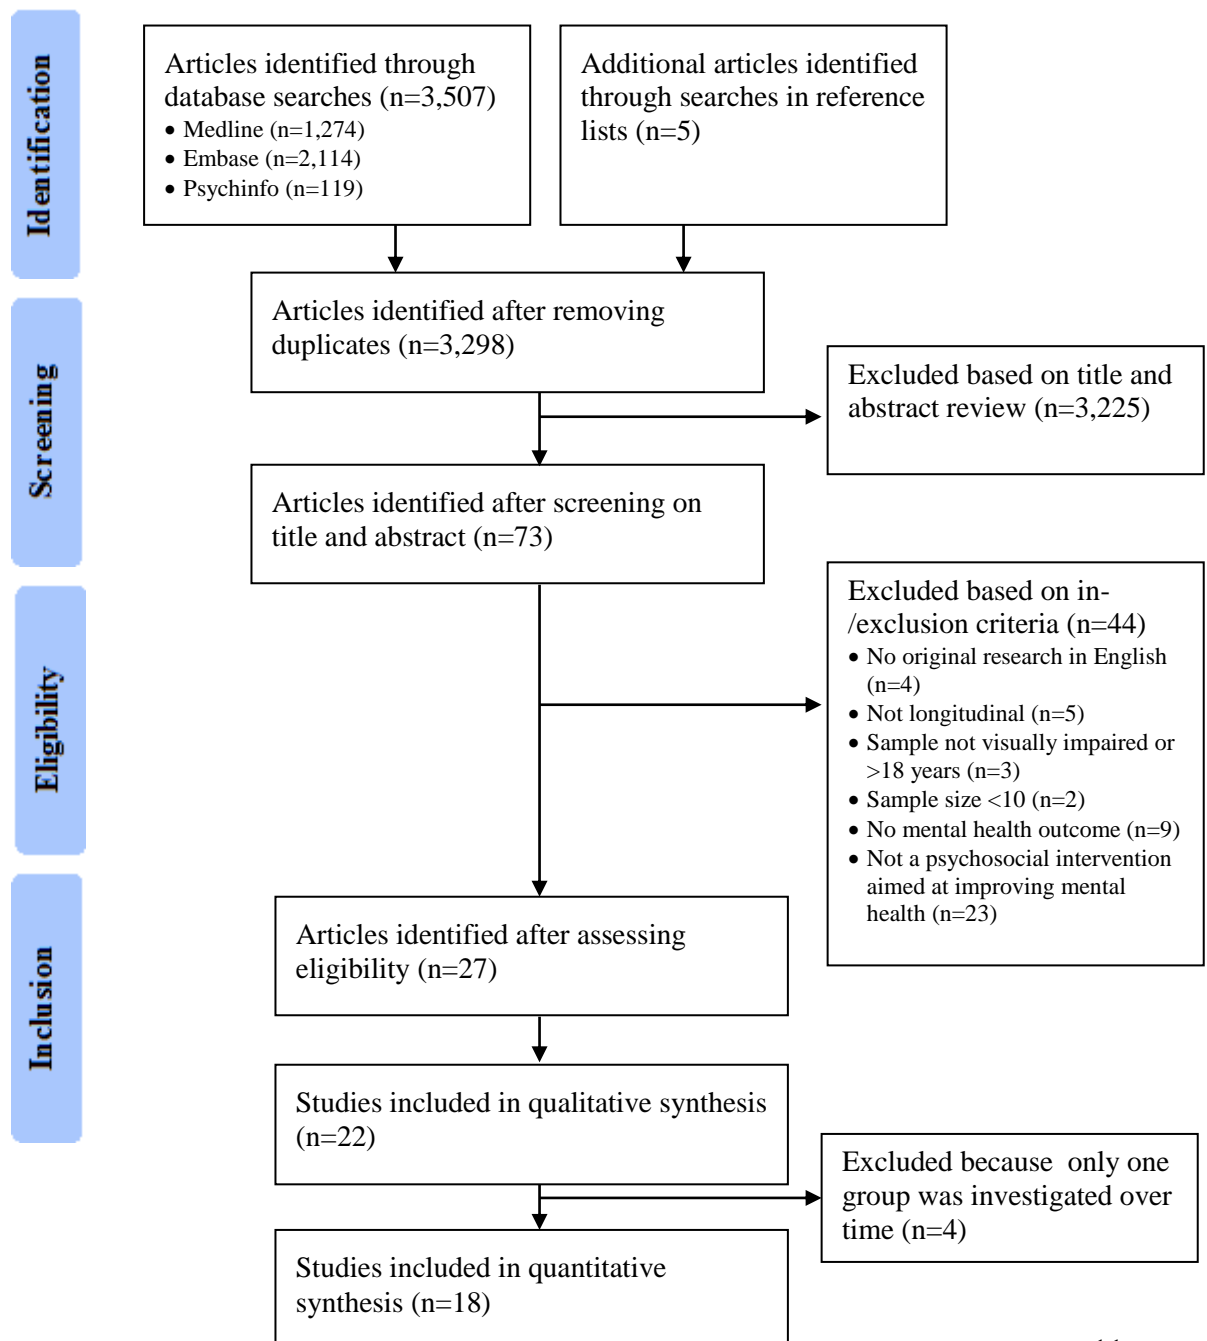 Identification
Articles identified through
database searches (n=3,507)
• Medline (n=1,274)
• Embase (n=2,114)
• Psychinfo (n=119)
Additional articles identified
through searches in reference
lists (n=5)
Articles identified after removing
duplicates (n=3,298)
Screening
Excluded based on title and
abstract review (n=3,225)
Articles identified after screening on
title and abstract (n=73)
Eligibility
Excluded based on in-
/exclusion criteria (n=44)
• No original research in English
(n=4)
• Not longitudinal (n=5)
• Sample not visually impaired or
>18 years (n=3)
• Sample size <10 (n=2)
• No mental health outcome (n=9)
• Not a psychosocial intervention
aimed at improving mental
health (n=23)
Articles identified after assessing
eligibility (n=27)
Inclusion
Studies included in qualitative synthesis
(n=22)
Excluded because  only one
group was investigated over
time (n=4)
Studies included in quantitative
synthesis (n=18)